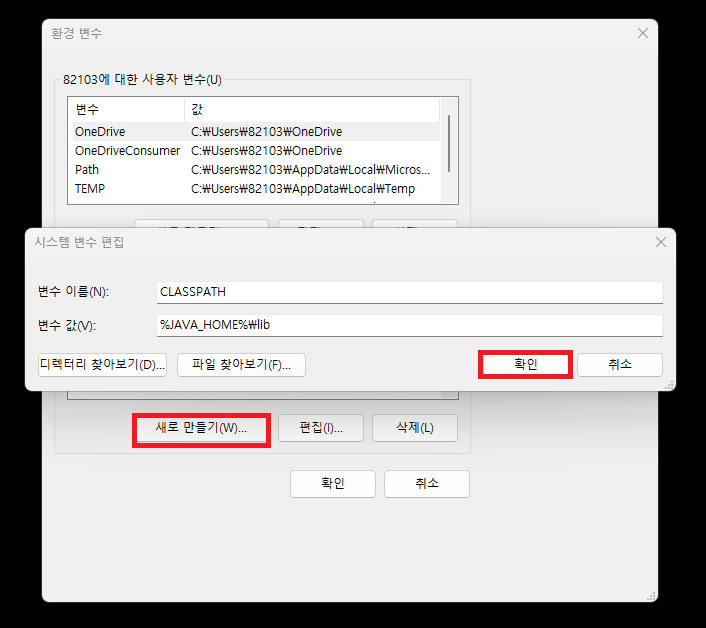 환경 변수
82103에 대한 사용자 변수(U)
변수 값
OneDrive C:₩Users₩82103₩OneDrive
OneDriveConsumer C:₩Users₩82103₩OneDrive
Path C:₩Users₩82103₩AppData₩Local₩Micros...
TEMP C:₩Users₩82103₩AppData₩Local₩Temp
시스템 변수 편집
변수 이름(N): CLASSPATH
변수 값(V): %JAVA_HOME%₩lib
디렉터리 찾아보기(D)... 파일 찾아보기(F)... 확인 취소
새로 만들기(W)... 편집(I)... 삭제(L)
확인 취소